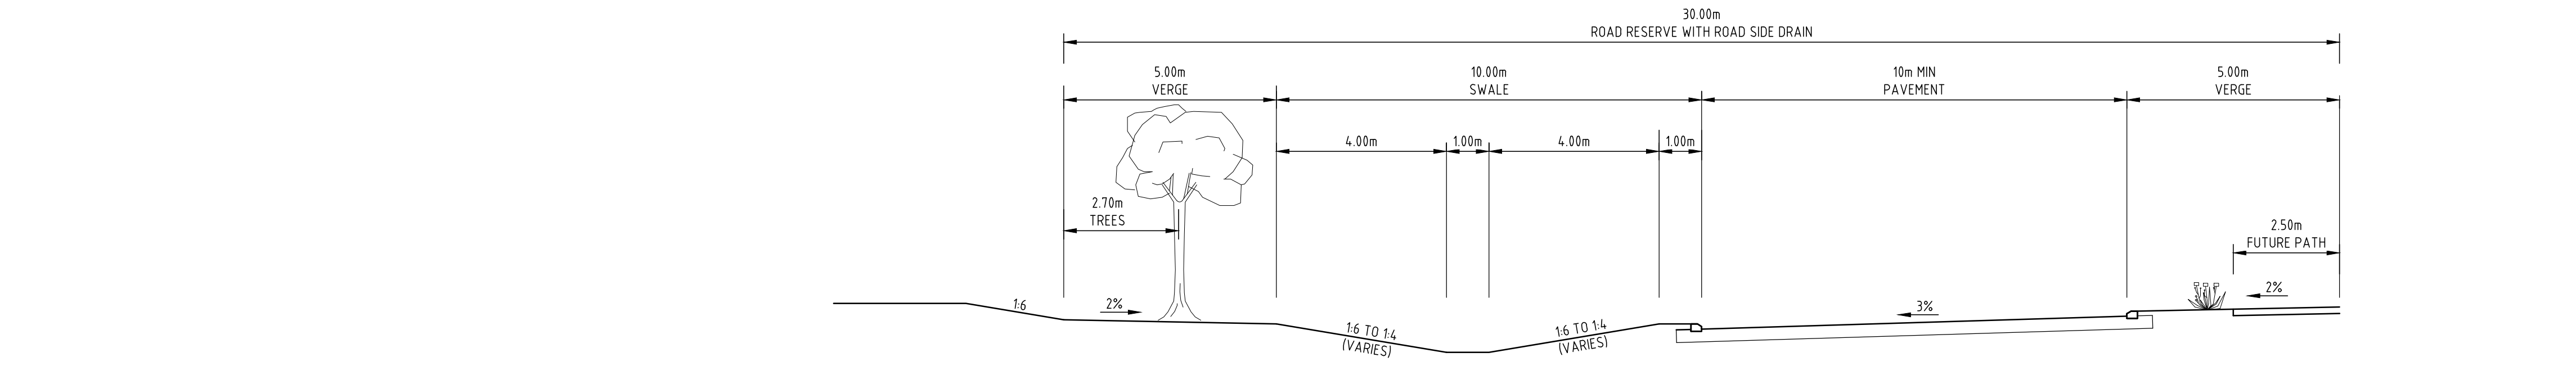 30.00m
ROAD RESERVE WITH ROAD SIDE DRAIN
5.00m
VERGE
10.00m
SWALE
10m MIN
PAVEMENT
5.00m
VERGE
4.00m
1.00m
4.00m
1.00m
2.70m
TREES
2.50m
FUTURE PATH
1:6
2%
1:6 TO 1:4
(VARIES)
1:6 TO 1:4
(VARIES)
3%
2%